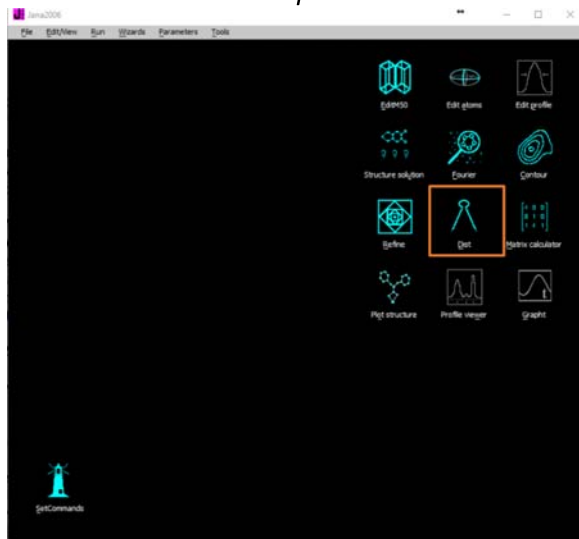 Jana2006
File Edit/View Run Wizards Parameters Tools
EditM50 Edit atoms Edit profile
Structure solution Fourier Contour
Refine Dist Matrix calculator
Plot structure Profile viewer Grapht
SetCommands